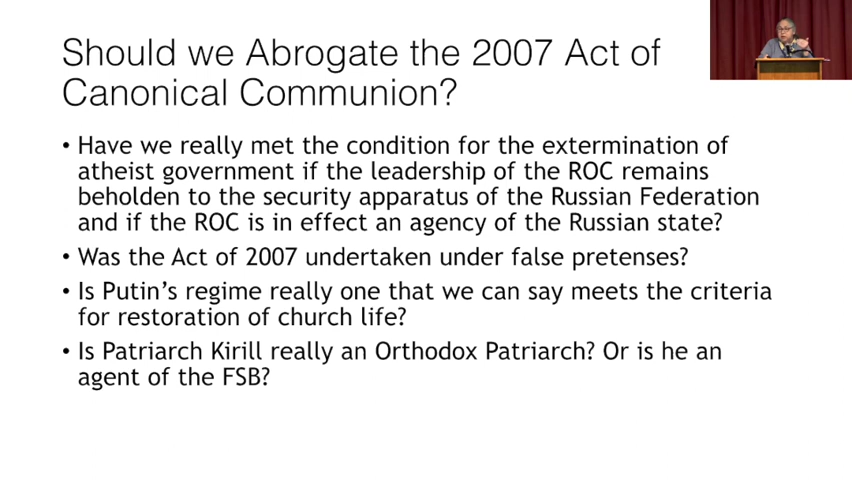 Should we Abrogate the 2007 Act of
Canonical Communion?
• Have we really met the condition for the extermination of
atheist government if the leadership of the ROC remains
beholden to the security apparatus of the Russian Federation
and if the ROC is in effect an agency of the Russian state?
• Was the Act of 2007 undertaken under false pretenses?
• Is Putin's regime really one that we can say meets the criteria
for restoration of church life?
• Is Patriarch Kirill really an Orthodox Patriarch? Or is he an
agent of the FSB?